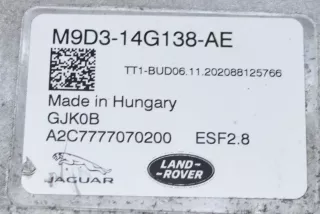 M9D3-14G138-AE
TT1-BUD06.11.202088125766
Made in Hungary
GJK0B
A2C7777070200 ESF2.8
JAGUAR
LAND-
ROVER